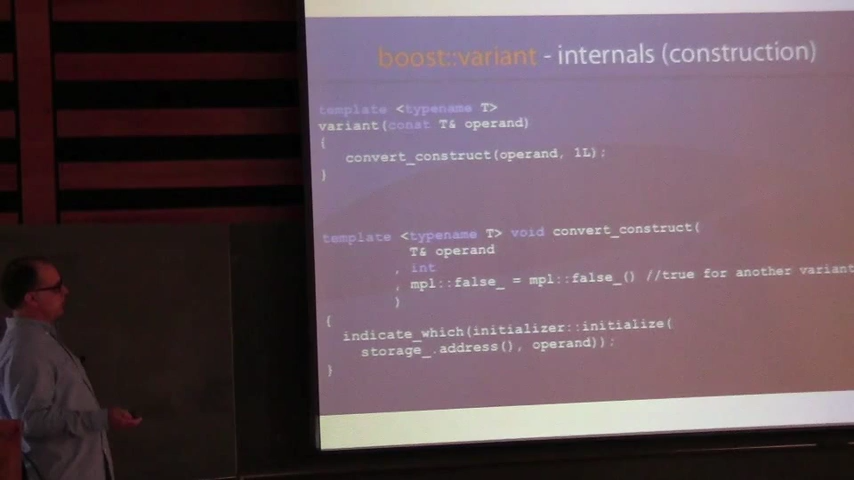 boost::variant - internals (construction)
template <typename T>
variant(const T& operand)
{
convert_construct(operand, 1L);
}
template <typename T> void convert_construct(
T& operand
, int
, mpl::false_ = mpl::false_() //true for another variant
)
{
indicate_which(initializer::initialize(
storage_.address(), operand));
}